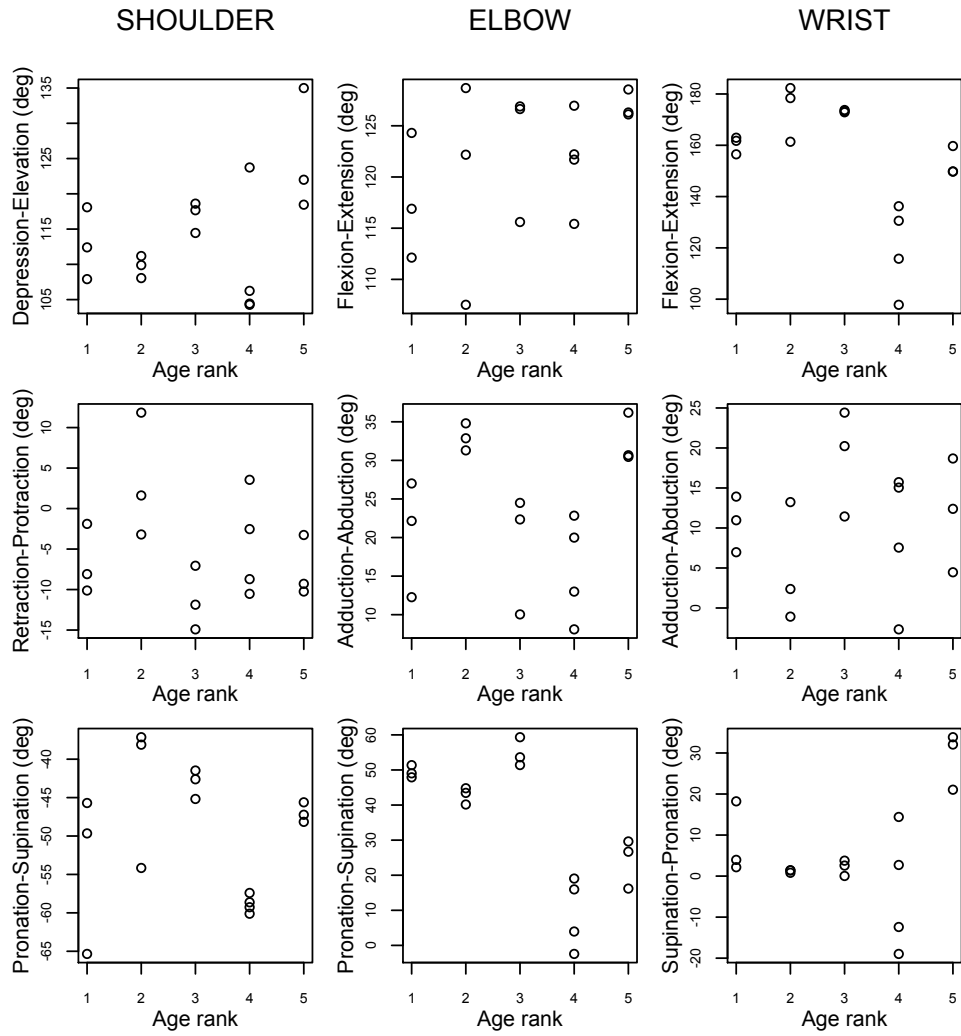 SHOULDER
ELBOW
WRIST
Depression-Elevation (deg)
105
115
125
135
1 2 3 4 5
Age rank
Flexion-Extension (deg)
110
115
120
125
1 2 3 4 5
Age rank
Flexion-Extension (deg)
100
120
140
160
180
1 2 3 4 5
Age rank
Retraction-Protraction (deg)
-15
-10
-5
0
5
10
1 2 3 4 5
Age rank
Adduction-Abduction (deg)
10
15
20
25
30
35
1 2 3 4 5
Age rank
Adduction-Abduction (deg)
0
5
10
15
20
25
1 2 3 4 5
Age rank
Pronation-Supination (deg)
-65
-60
-55
-50
-45
-40
1 2 3 4 5
Age rank
Pronation-Supination (deg)
0
10
20
30
40
50
60
1 2 3 4 5
Age rank
Supination-Pronation (deg)
-20
-10
0
10
20
30
1 2 3 4 5
Age rank